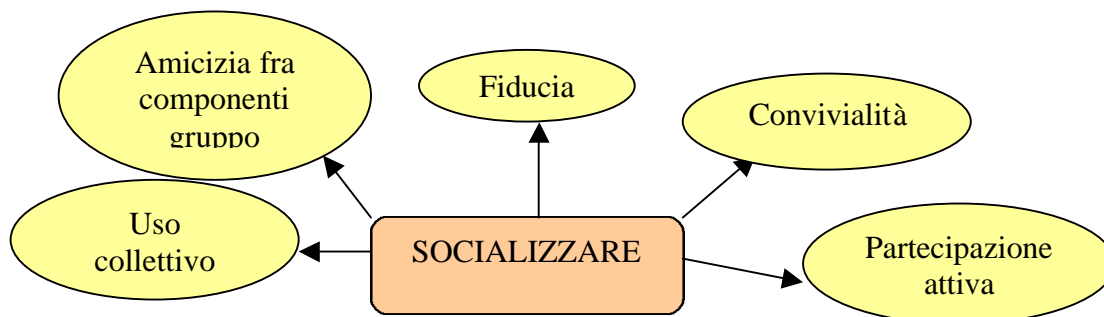 Amicizia fra
componenti
gruppo
Fiducia
Convivialità
Uso
collettivo
SOCIALIZZARE
Partecipazione
attiva